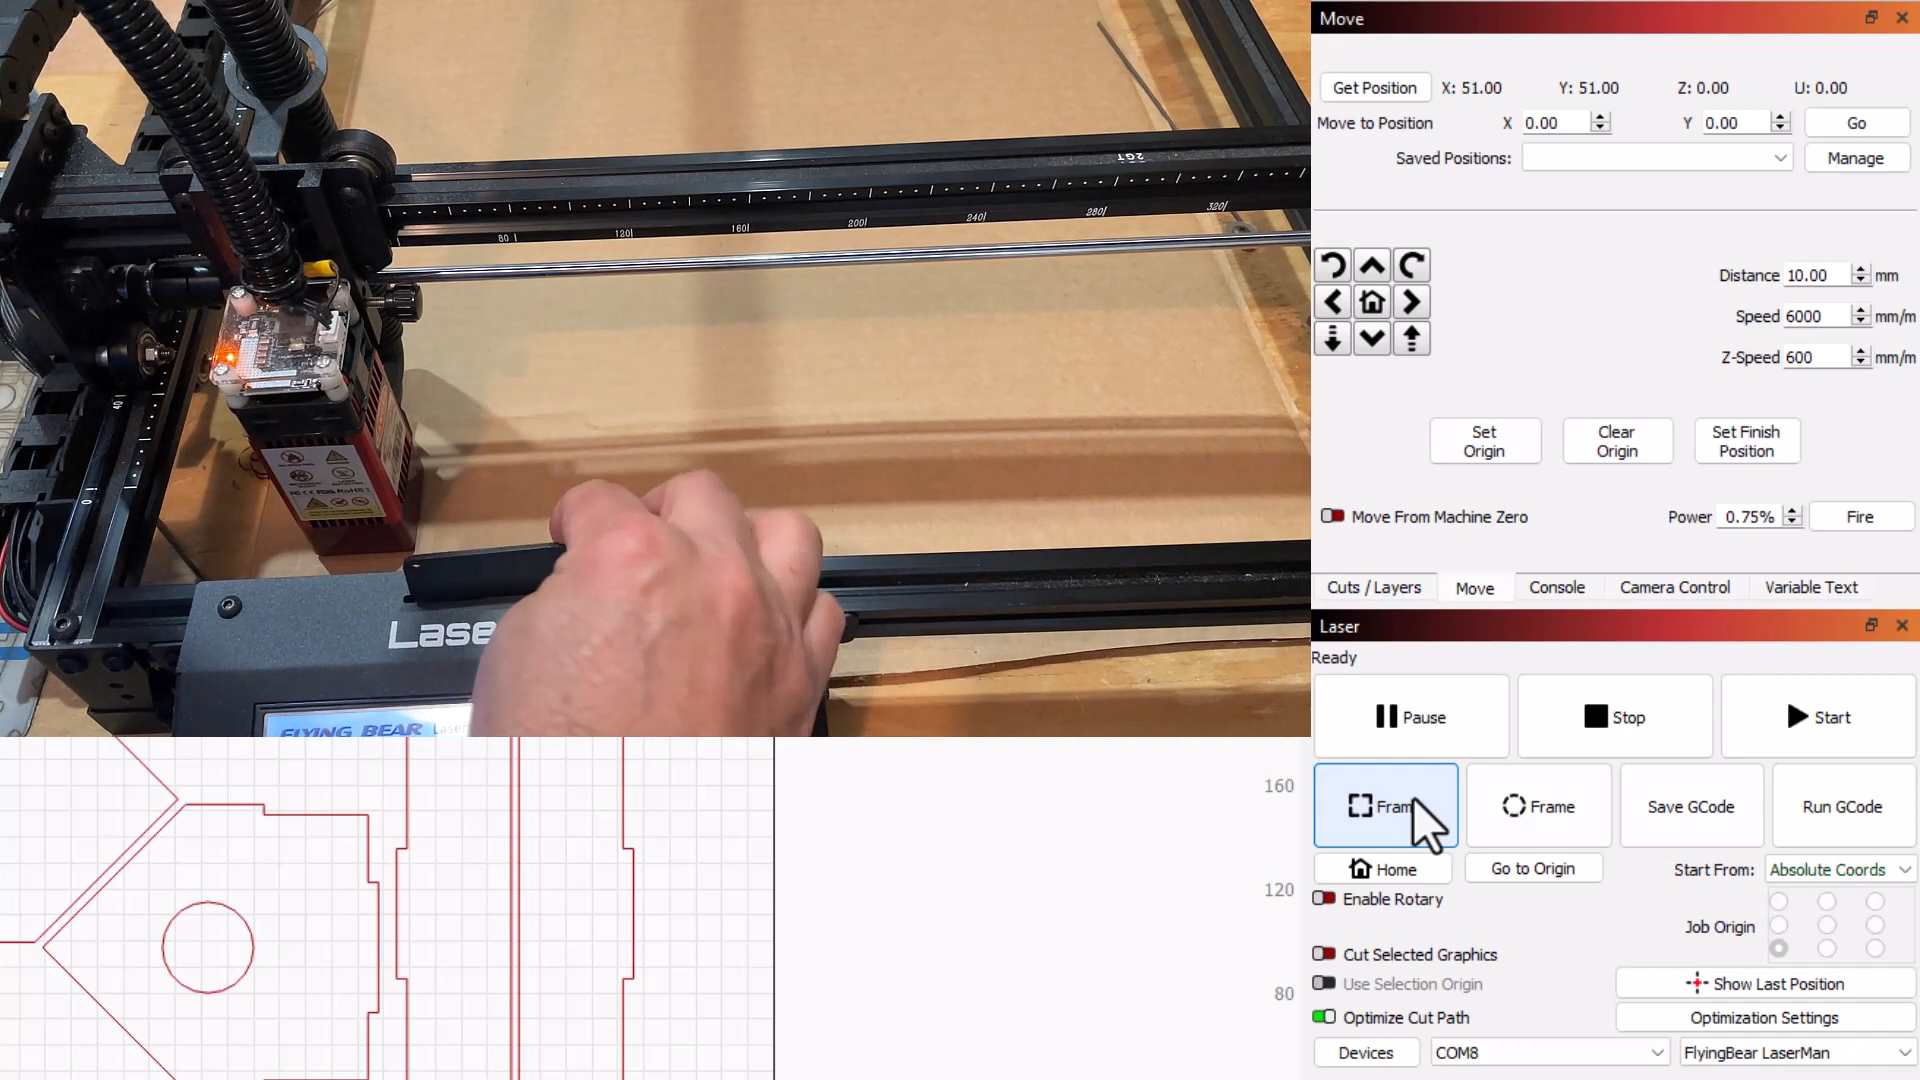 2GT
80
120
160
200
240
280
320
40
0
Lase
FLYING BEAR Laser
160
120
80
Move
Get Position X: 51.00 Y: 51.00 Z: 0.00 U: 0.00
Move to Position X 0.00 Y 0.00 Go
Saved Positions: Manage
Distance 10.00 mm
Speed 6000 mm/m
Z-Speed 600 mm/m
Set Origin
Clear Origin
Set Finish Position
Move From Machine Zero Power 0.75% Fire
Cuts / Layers Move Console Camera Control Variable Text
Laser
Ready
Pause Stop Start
Fram Frame Save GCode Run GCode
Home Go to Origin Start From: Absolute Coords
Enable Rotary
Job Origin
Cut Selected Graphics
Use Selection Origin Show Last Position
Optimize Cut Path Optimization Settings
Devices COM8 FlyingBear LaserMan